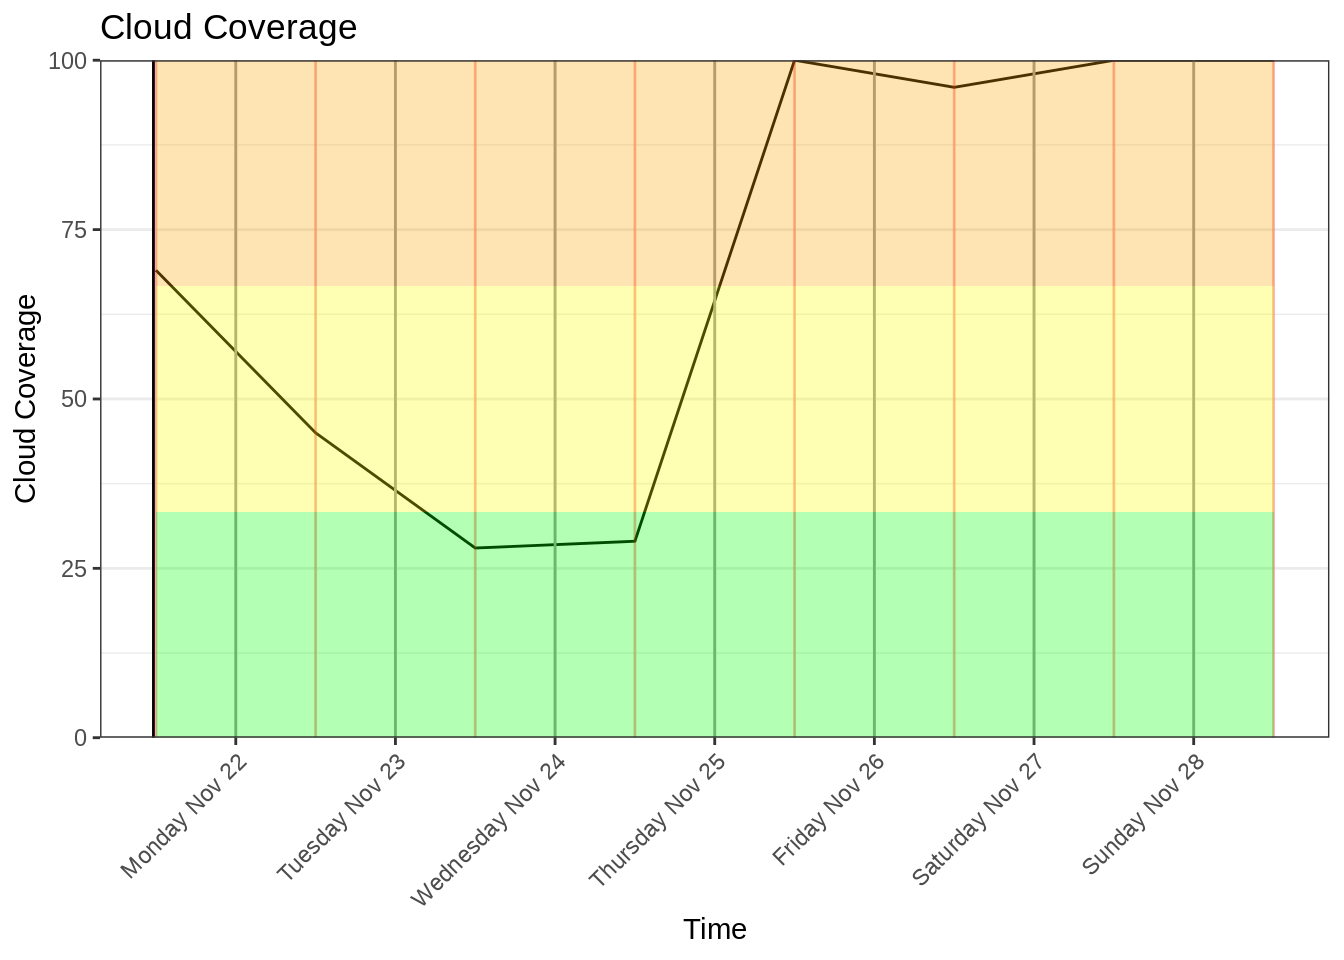 Cloud Coverage
Cloud Coverage
100
75
50
25
0
Monday Nov 22
Tuesday Nov 23
Wednesday Nov 24
Thursday Nov 25
Friday Nov 26
Saturday Nov 27
Sunday Nov 28
Time